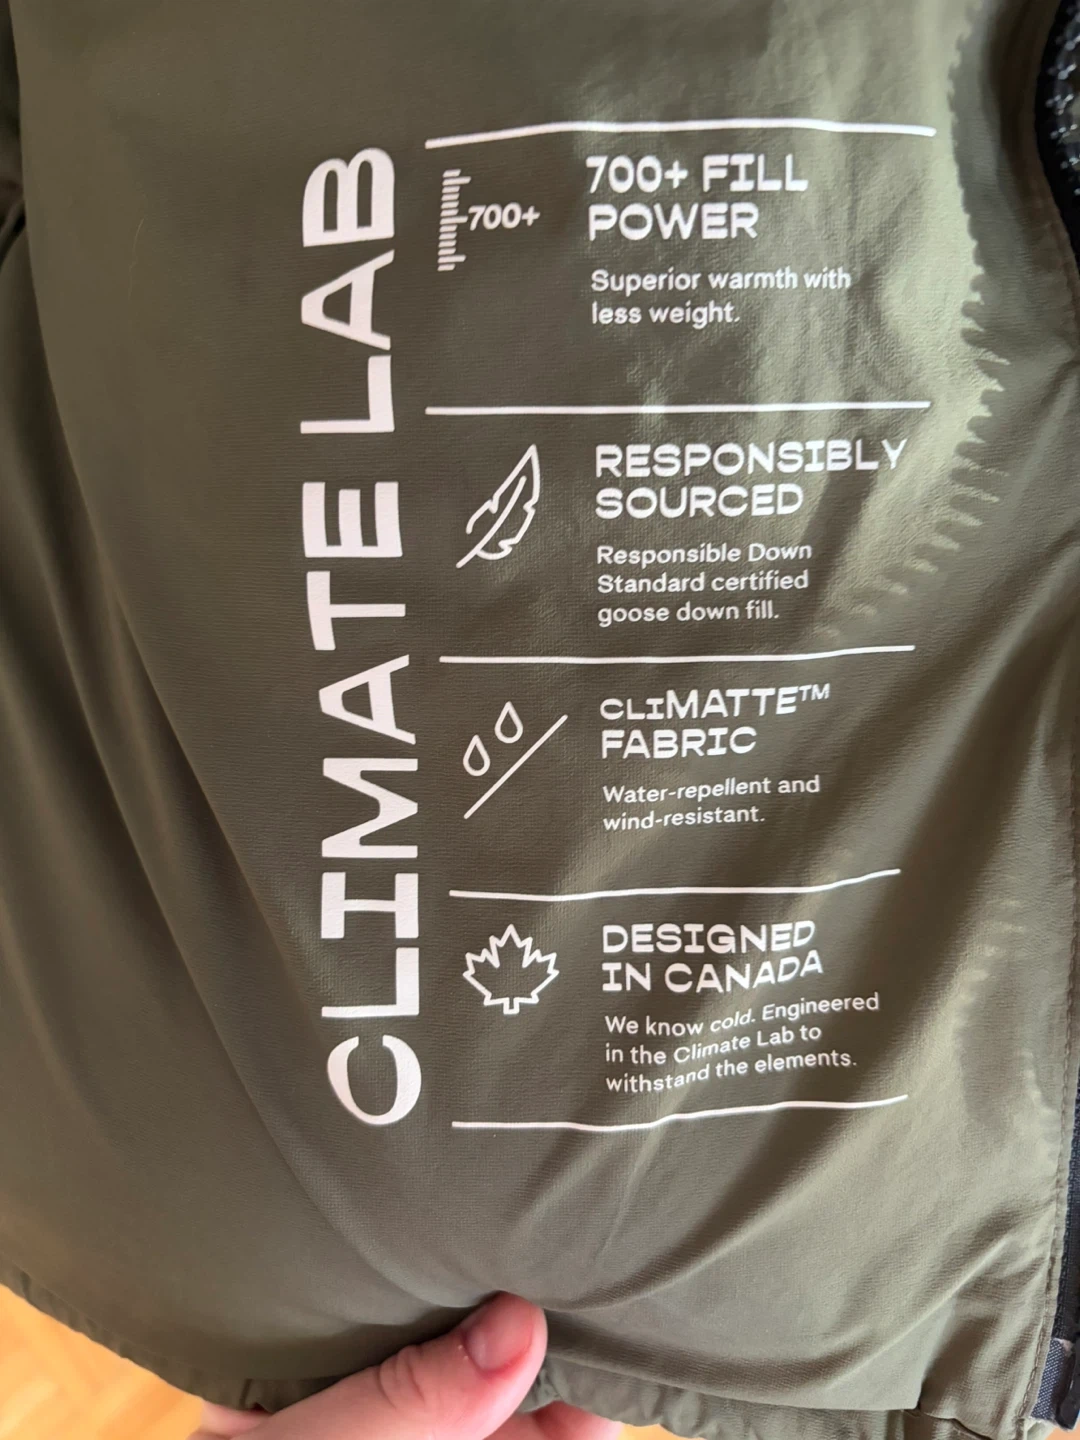 CLIMATE LAB
700+
700+ FILL
POWER
Superior warmth with
less weight.
RESPONSIBLY
SOURCED
Responsible Down
Standard certified
goose down fill.
CLIMATTE™
FABRIC
Water-repellent and
wind-resistant.
DESIGNED
IN CANADA
We know cold. Engineered
in the Climate Lab to
withstand the elements.